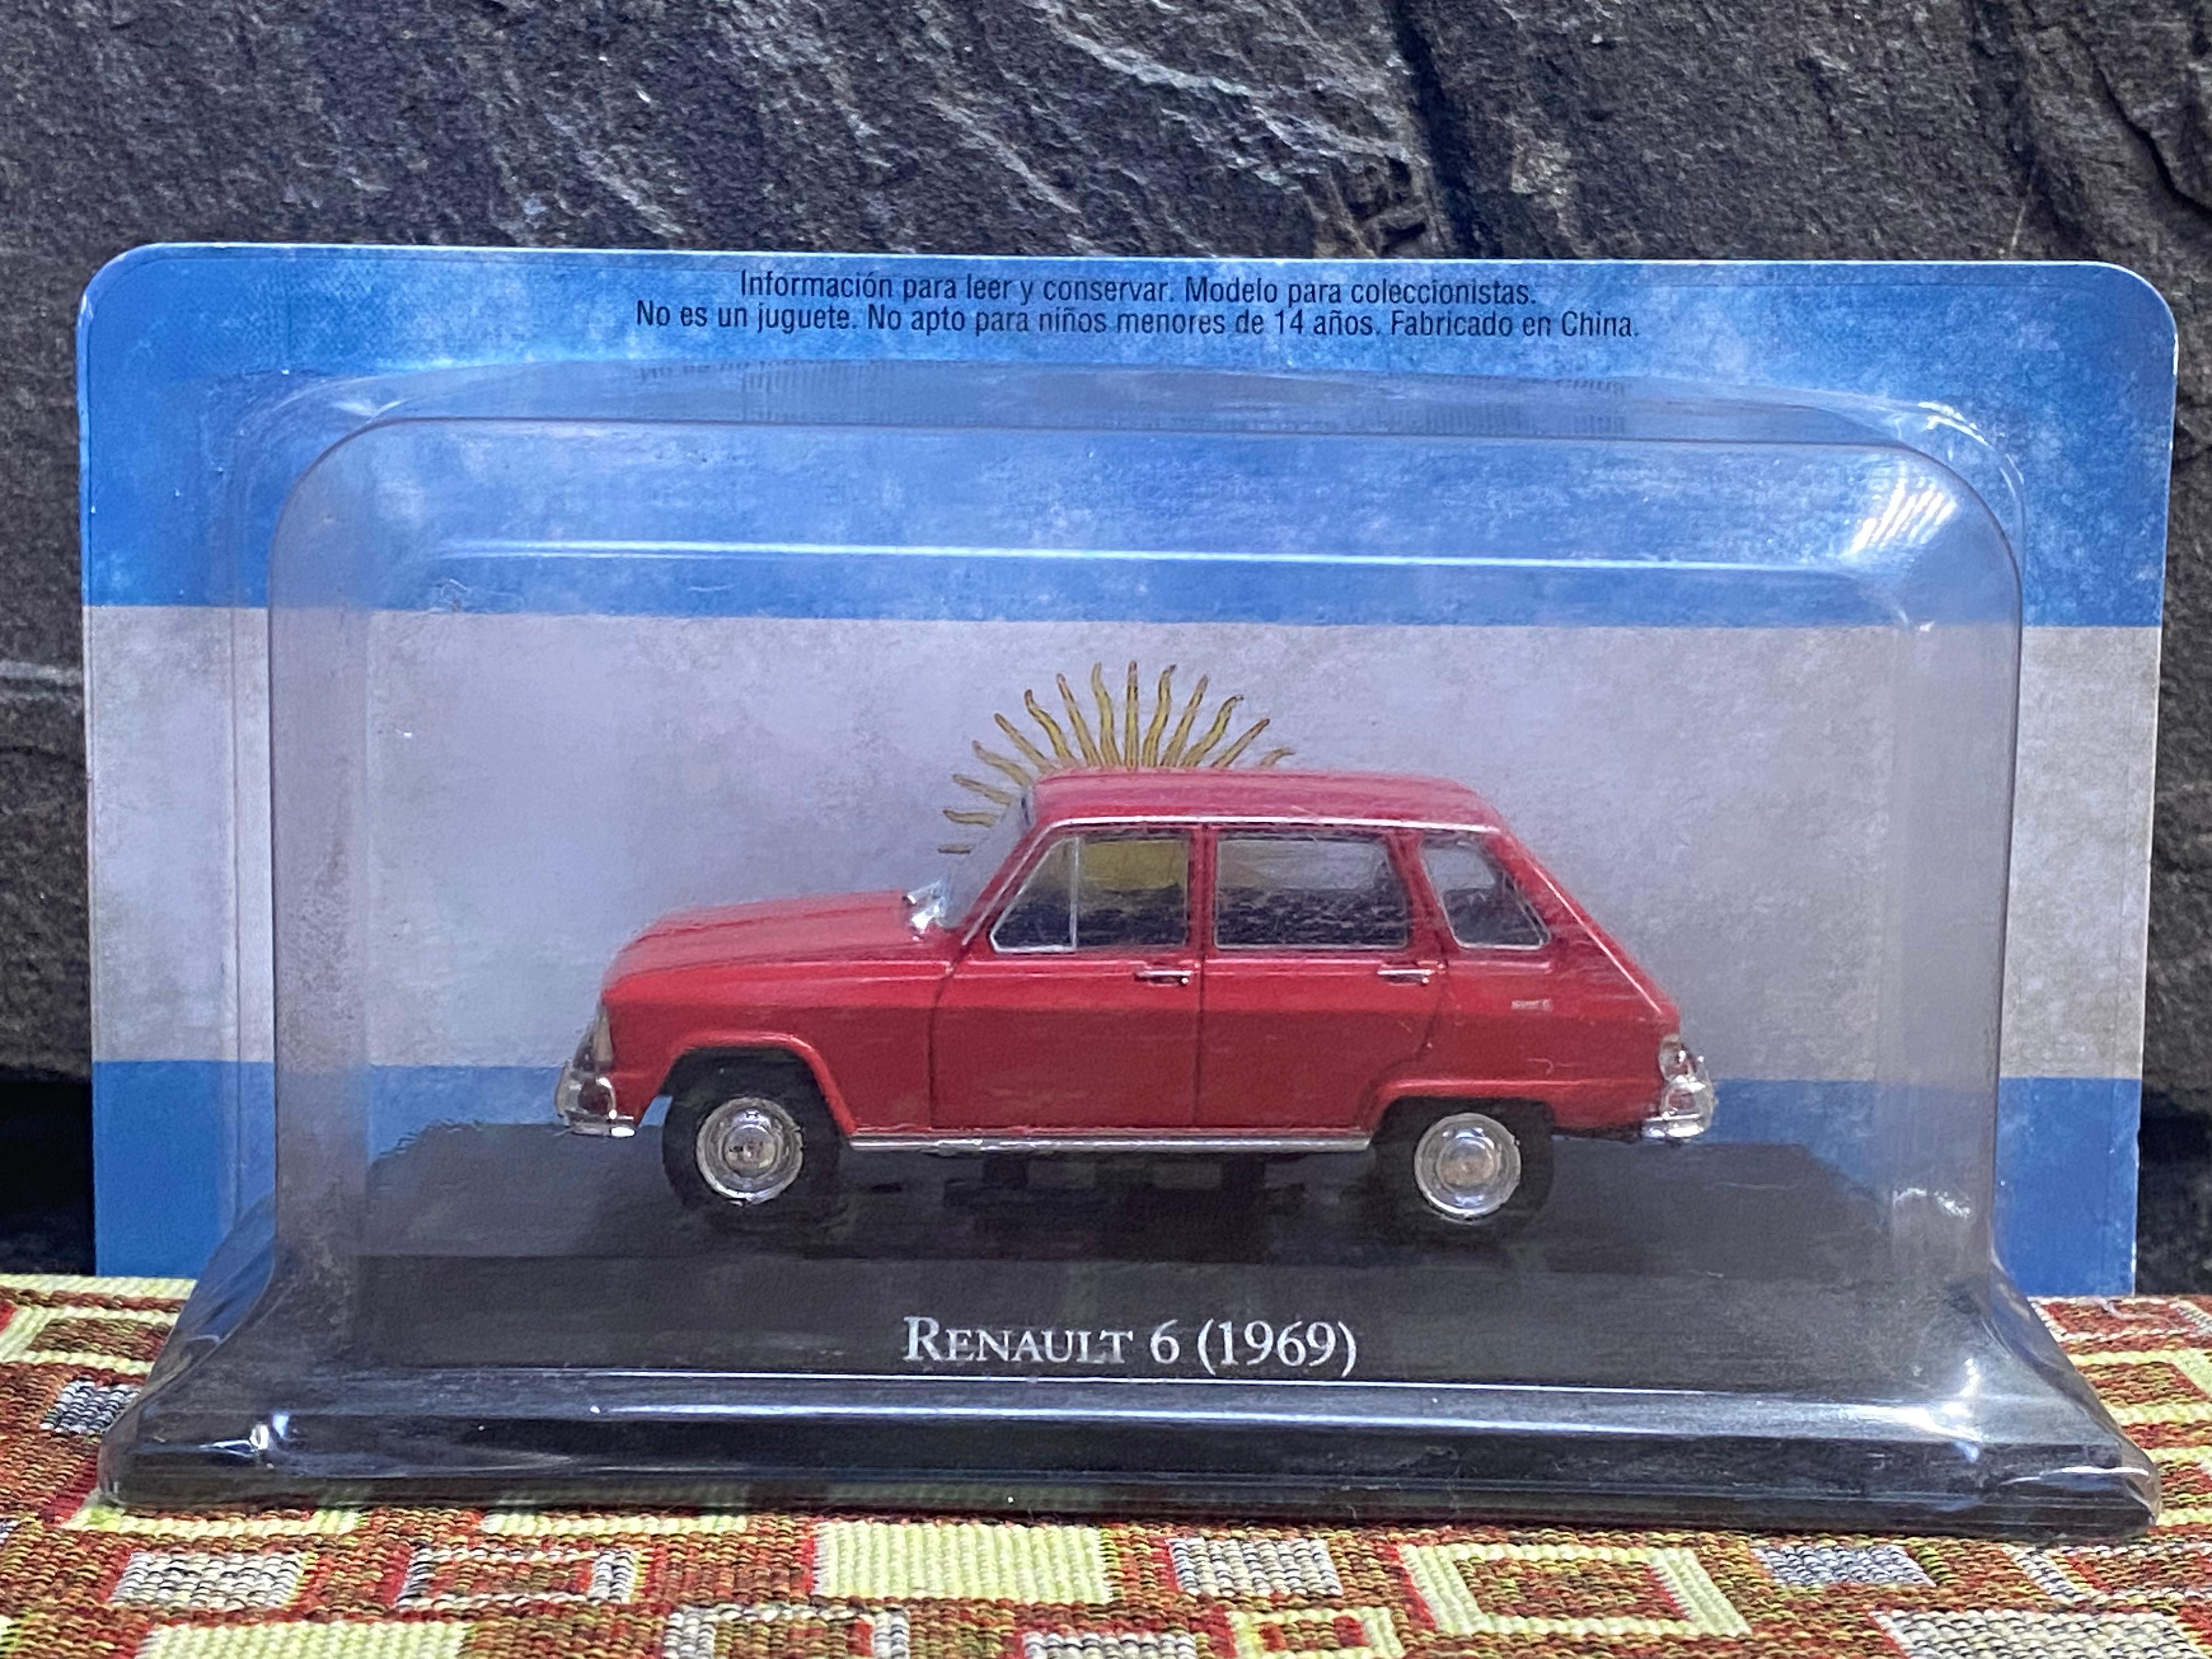 Información para leer y conservar. Modelo para coleccionistas.
No es un juguete. No apto para niños menores de 14 años. Fabricado en China.
RENAULT 6 (1969)